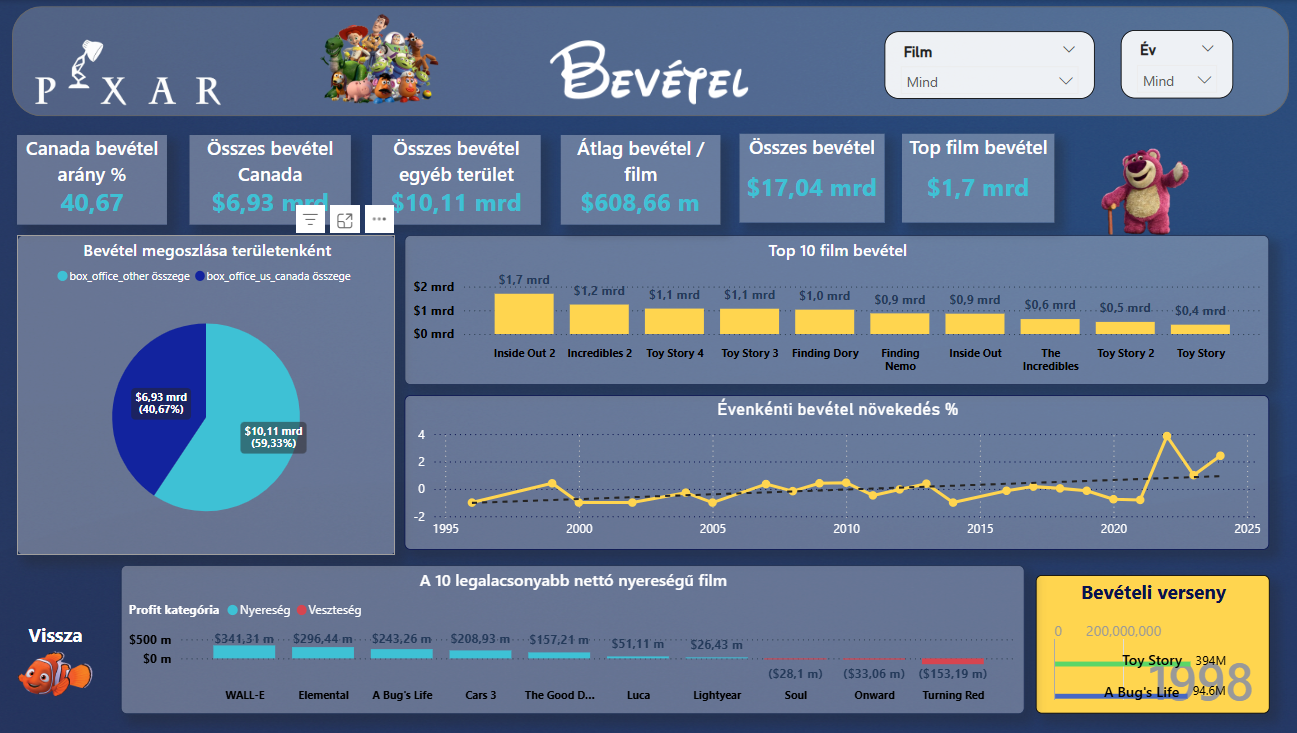 PIXAR
BEVÉTEL
Film
Mind
Év
Mind
Canada bevétel
arány %
40,67
Összes bevétel
Canada
$6,93 mrd
Összes bevétel
egyéb terület
$10,11 mrd
Átlag bevétel /
film
$608,66 m
Összes bevétel
$17,04 mrd
Top film bevétel
$1,7 mrd
Bevétel megoszlása területenként
box_office_other összege box_office_us_canada összege
$6,93 mrd
(40,67%)
$10,11 mrd
(59,33%)
Top 10 film bevétel
$2 mrd
$1 mrd
$0 mrd
$1,7 mrd $1,2 mrd $1,1 mrd $1,1 mrd $1,0 mrd $0,9 mrd $0,9 mrd $0,6 mrd $0,5 mrd $0,4 mrd
Inside Out 2 Incredibles 2 Toy Story 4 Toy Story 3 Finding Dory Finding Inside Out The Toy Story 2 Toy Story
Nemo Incredibles
Évenkénti bevétel növekedés %
4
2
0
-2
1995 2000 2005 2010 2015 2020 2025
A 10 legalacsonyabb nettó nyereségű film
Profit kategória Nyereség Veszteség
$500 m
$0 m
$341,31 m $296,44 m $243,26 m $208,93 m $157,21 m $51,11 m $26,43 m
($28,1 m) ($33,06 m) ($153,19 m)
WALL-E Elemental A Bug's Life Cars 3 The Good D... Luca Lightyear Soul Onward Turning Red
Vissza
Bevételi verseny
0 200,000,000
Toy Story 394M
A Bug's Life 94.6M
1998